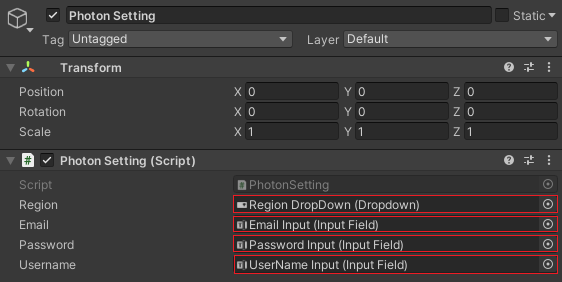 Photon Setting Static
Tag Untagged Layer Default
Transform
Position X 0 Y 0 Z 0
Rotation X 0 Y 0 Z 0
Scale X 1 Y 1 Z 1
# Photon Setting (Script)
Script # PhotonSetting
Region Region DropDown (Dropdown)
Email Email Input (Input Field)
Password Password Input (Input Field)
Username UserName Input (Input Field)